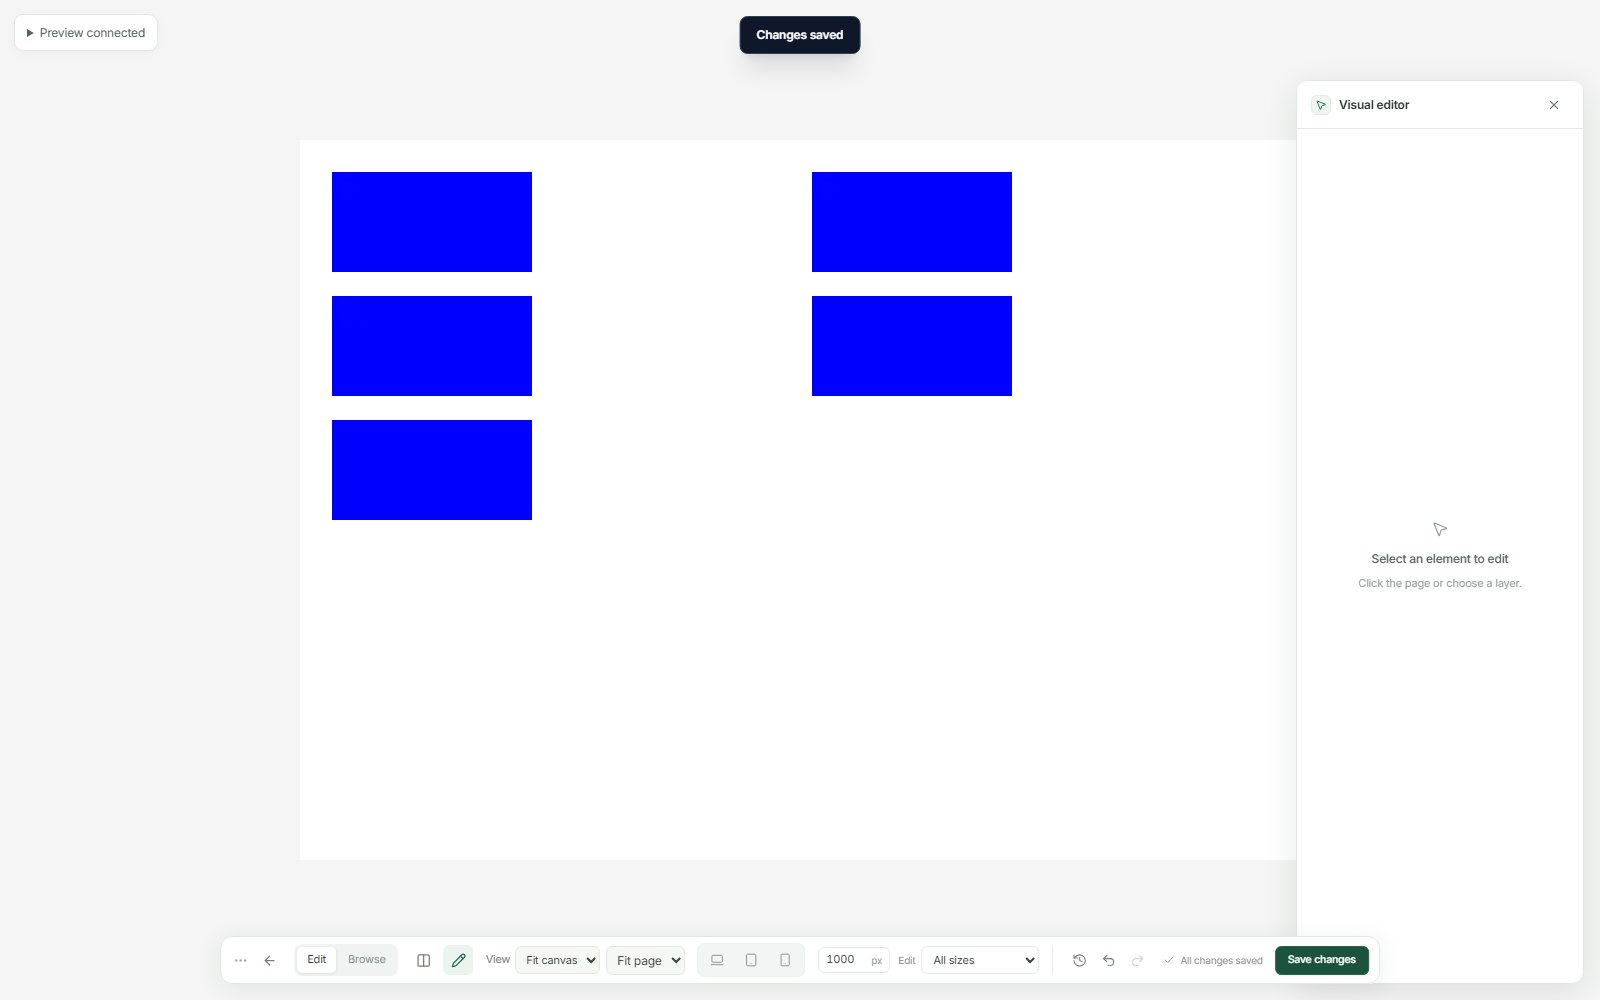 Preview connected
Changes saved
Visual editor
Select an element to edit
Click the page or choose a layer.
Edit
Browse
View
Fit canvas
Fit page
1000 px
Edit
All sizes
All changes saved
Save changes